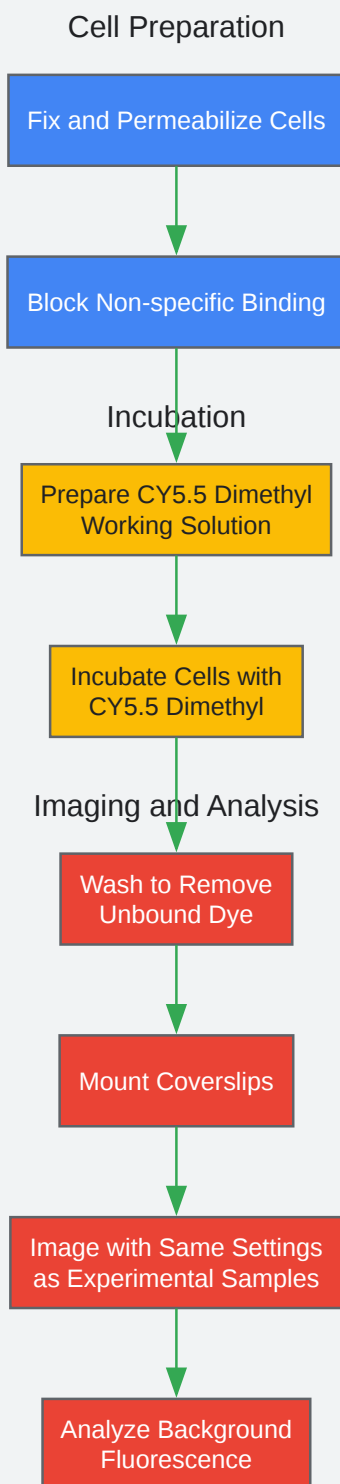 Cell Preparation
Fix and Permeabilize Cells
Block Non-specific Binding
Incubation
Prepare CY5.5 Dimethyl
Working Solution
Incubate Cells with
CY5.5 Dimethyl
Imaging and Analysis
Wash to Remove
Unbound Dye
Mount Coverslips
Image with Same Settings
as Experimental Samples
Analyze Background
Fluorescence